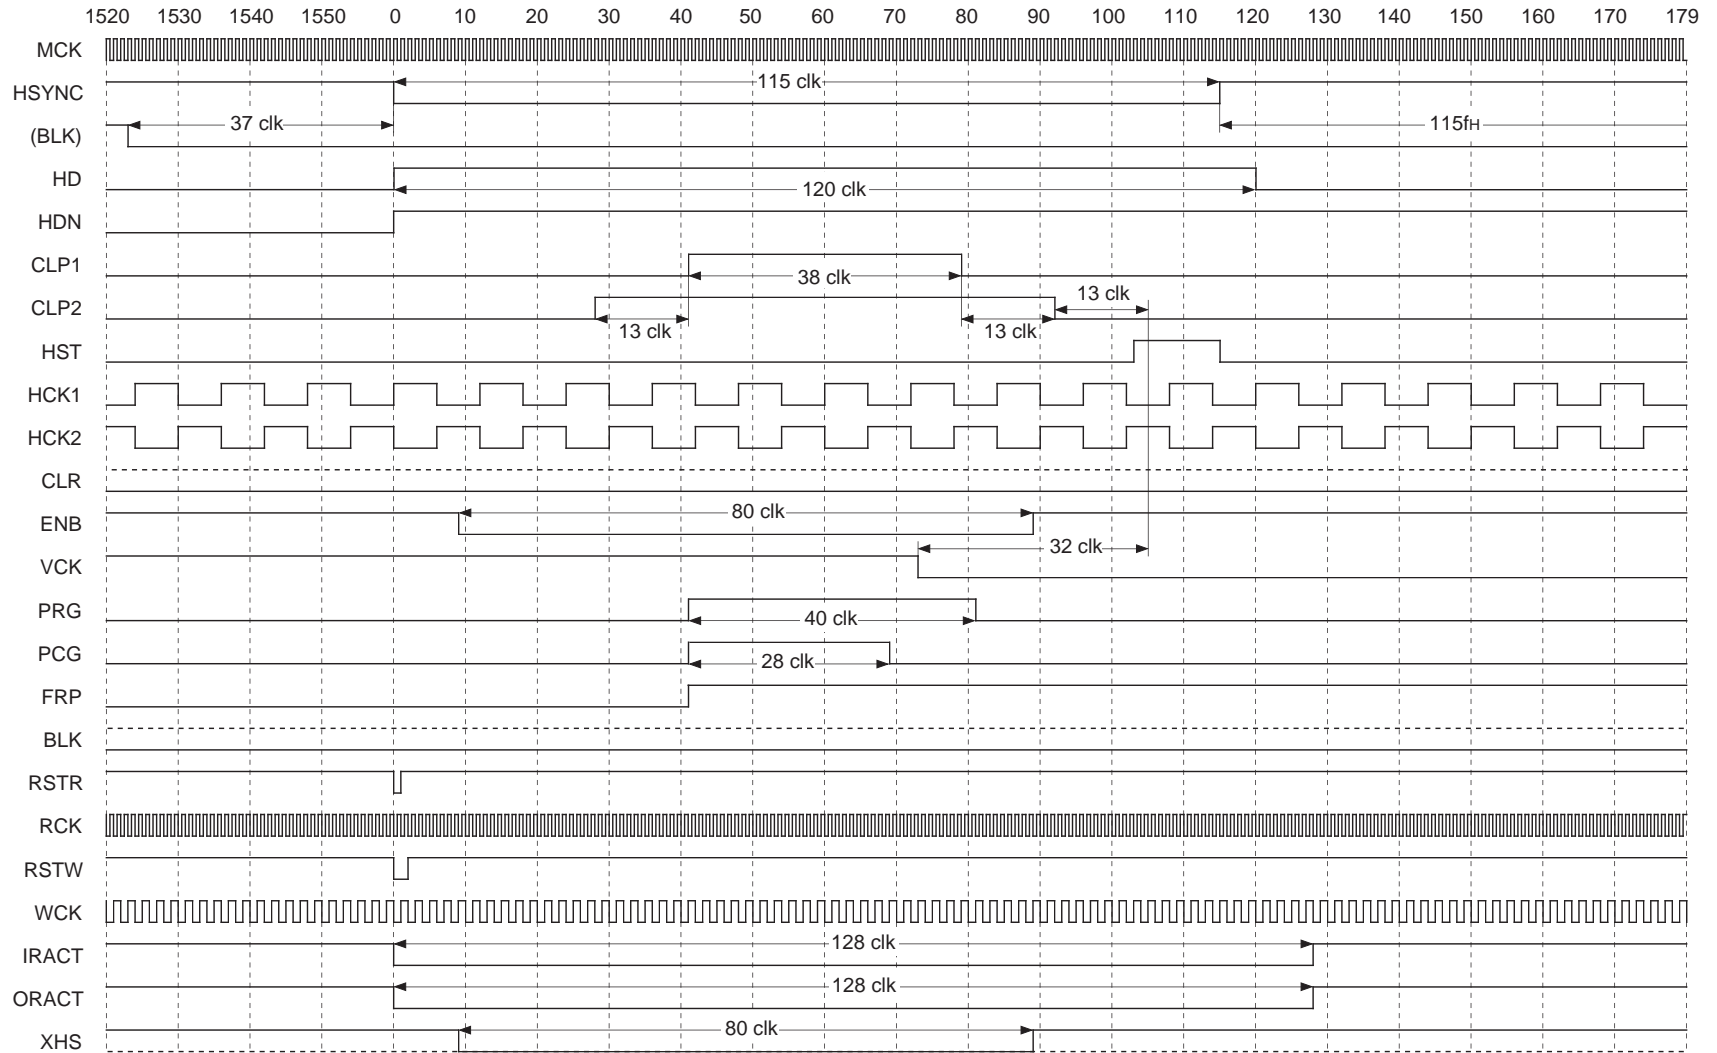 1520 1530 1540 1550 0 10 20 30 40 50 60 70 80 90 100 110 120 130 140 150 160 170 179
MCK
HSYNC 115 clk
(BLK) 37 clk 115fH
HD 120 clk
HDN
CLP1 38 clk
CLP2 13 clk 13 clk 13 clk
HST
HCK1
HCK2
CLR
ENB 80 clk
VCK 32 clk
PRG 40 clk
PCG 28 clk
FRP
BLK
RSTR
RCK
RSTW
WCK
IRACT 128 clk
ORACT 128 clk
XHS 80 clk